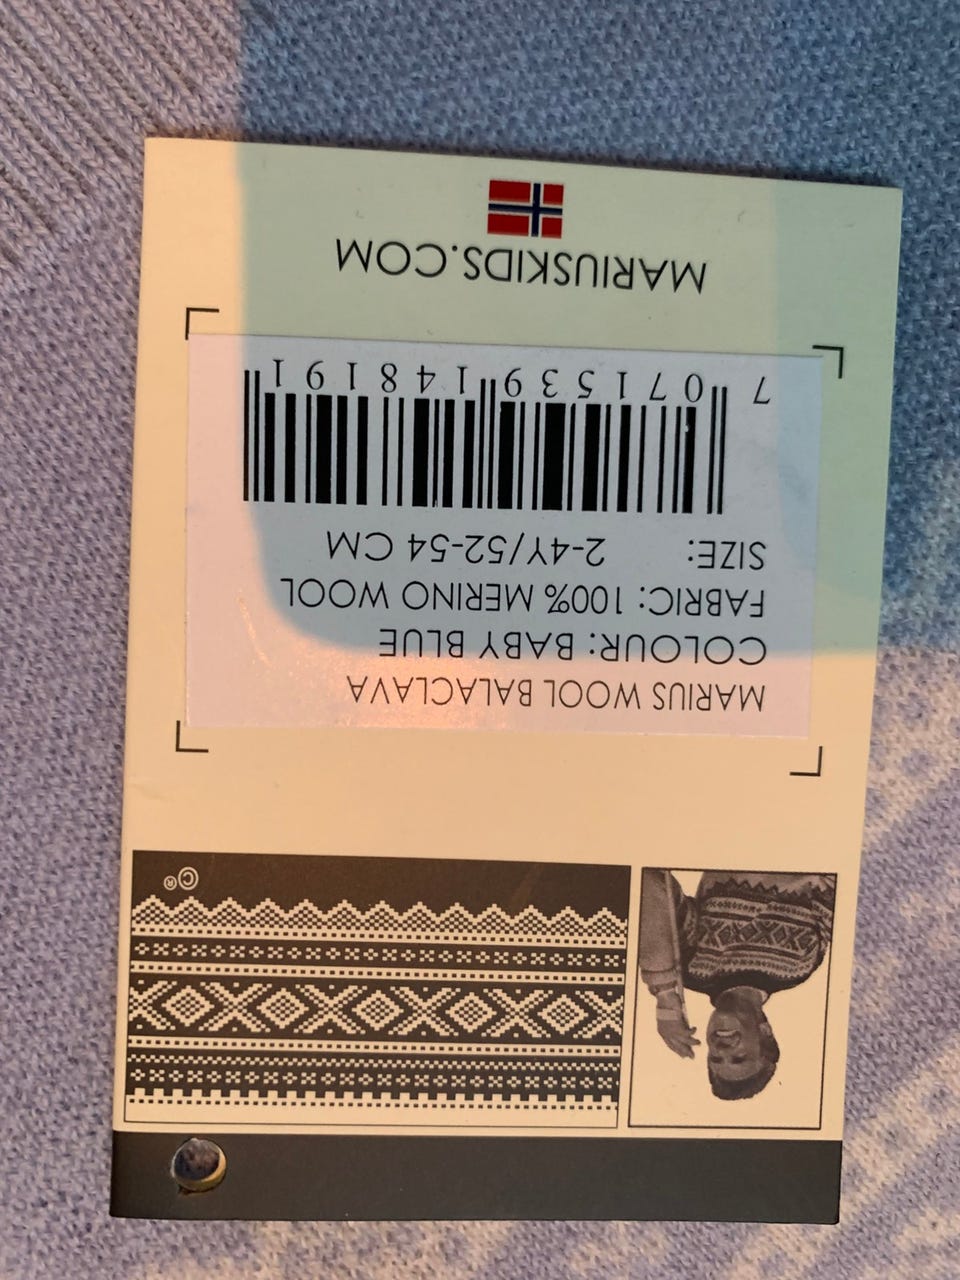 ©®
MARIUS WOOL BALACLAVA
COLOUR: BABY BLUE
FABRIC: 100% MERINO WOOL
SIZE: 2-4Y/52-54 CM
7 071539 148191
MARIUSKIDS.COM